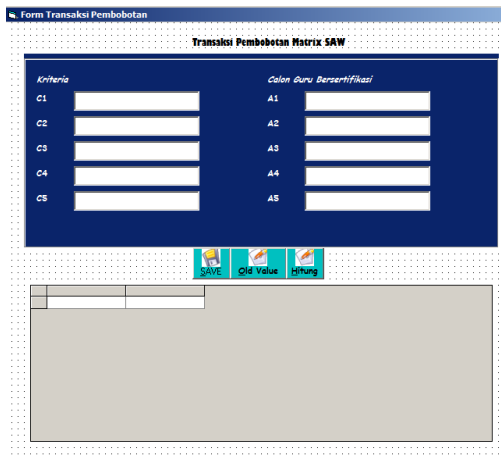 Form Transaksi Pembobotan
Transaksi Pembobotan Matrix SAW
Kriteria Calon Guru Bersertifikasi
C1 A1
C2 A2
C3 A3
C4 A4
C5 A5
SAVE Old Value Hitung